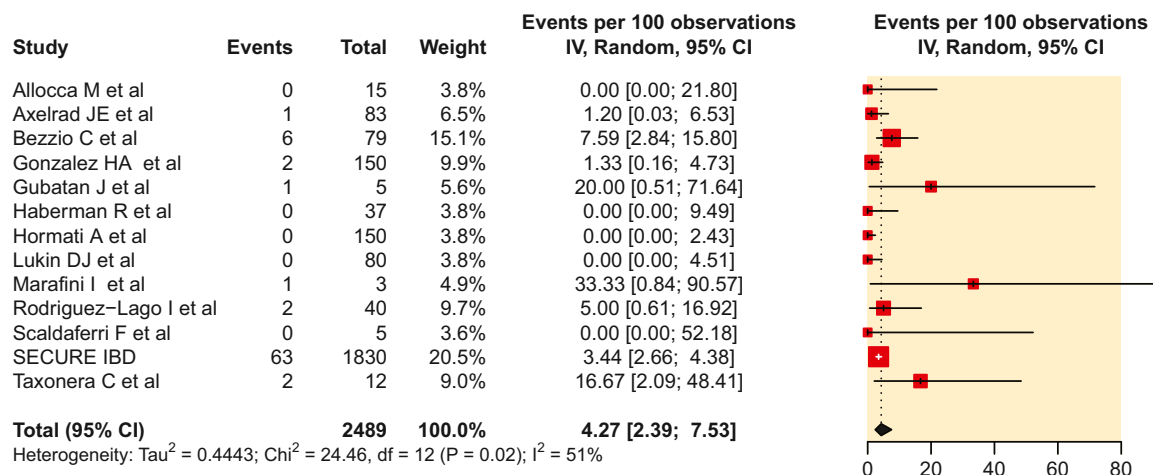 Events per 100 observations Events per 100 observations
Study Events Total Weight IV, Random, 95% CI IV, Random, 95% CI
Allocca M et al 0 15 3.8% 0.00 [0.00; 21.80]
Axelrad JE et al 1 83 6.5% 1.20 [0.03; 6.53]
Bezzio C et al 6 79 15.1% 7.59 [2.84; 15.80]
Gonzalez HA et al 2 150 9.9% 1.33 [0.16; 4.73]
Gubatan J et al 1 5 5.6% 20.00 [0.51; 71.64]
Haberman R et al 0 37 3.8% 0.00 [0.00; 9.49]
Hormati A et al 0 150 3.8% 0.00 [0.00; 2.43]
Lukin DJ et al 0 80 3.8% 0.00 [0.00; 4.51]
Marafini I et al 1 3 4.9% 33.33 [0.84; 90.57]
Rodriguez−Lago I et al 2 40 9.7% 5.00 [0.61; 16.92]
Scaldaferri F et al 0 5 3.6% 0.00 [0.00; 52.18]
SECURE IBD 63 1830 20.5% 3.44 [2.66; 4.38]
Taxonera C et al 2 12 9.0% 16.67 [2.09; 48.41]
Total (95% CI) 2489 100.0% 4.27 [2.39; 7.53]
Heterogeneity: Tau² = 0.4443; Chi² = 24.46, df = 12 (P = 0.02); I² = 51%
0 20 40 60 80